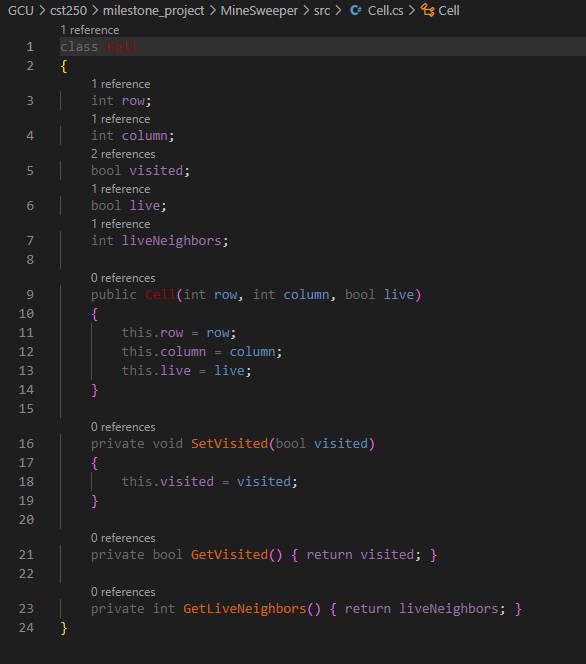 GCU > cst250 > milestone_project > MineSweeper > src > C# Cell.cs > Cell
1 reference
1 class Cell
2 {
1 reference
3 int row;
1 reference
4 int column;
2 references
5 bool visited;
1 reference
6 bool live;
1 reference
7 int liveNeighbors;
8
0 references
9 public Cell(int row, int column, bool live)
10 {
11 this.row = row;
12 this.column = column;
13 this.live = live;
14 }
15
0 references
16 private void SetVisited(bool visited)
17 {
18 this.visited = visited;
19 }
20
0 references
21 private bool GetVisited() { return visited; }
22
0 references
23 private int GetLiveNeighbors() { return liveNeighbors; }
24 }